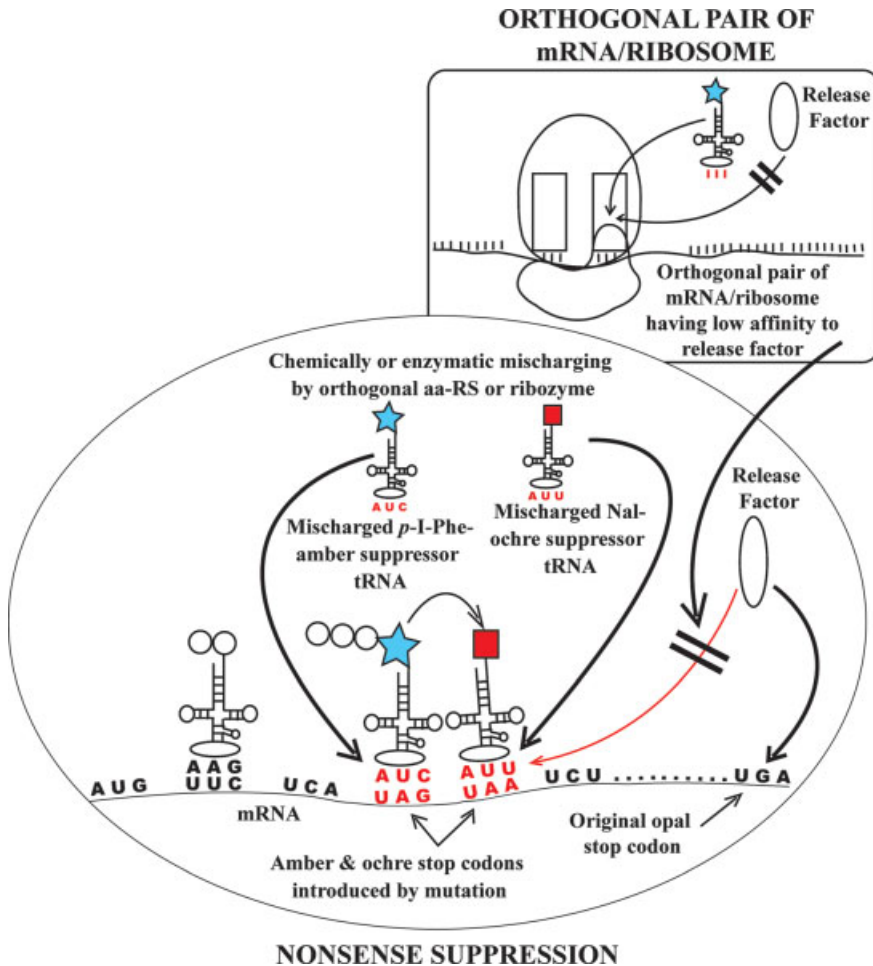 ORTHOGONAL PAIR OF
mRNA/RIBOSOME
Release
Factor
I I I
Orthogonal pair of
mRNA/ribosome
having low affinity to
release factor
Chemically or enzymatic mischarging
by orthogonal aa-RS or ribozyme
A U C
Mischarged p-I-Phe-
amber suppressor
tRNA
A U U
Mischarged Nal-
ochre suppressor
tRNA
Release
Factor
AUG
AAG
UUC
UCA
AUC
UAG
AUU
UAA
UCU
..........
UGA
mRNA
Original opal
stop codon
Amber & ochre stop codons
introduced by mutation
NONSENSE SUPPRESSION